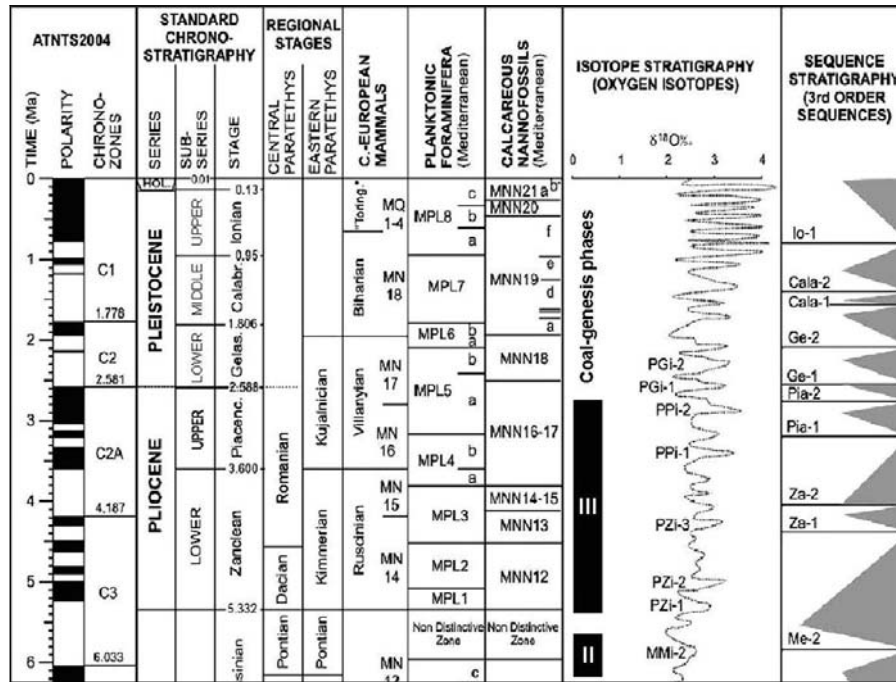 ATNTS2004
STANDARD CHRONO-STRATIGRAPHY
REGIONAL STAGES
ISOTOPE STRATIGRAPHY
(OXYGEN ISOTOPES)
SEQUENCE
STRATIGRAPHY
(3rd ORDER
SEQUENCES)
TIME (Ma)
POLARITY
CHRONO-
ZONES
SERIES
SUB-
SERIES
STAGE
CENTRAL
PARATETHYS
EASTERN
PARATETHYS
C.-EUROPEAN
MAMMALS
PLANKTONIC
FORAMINIFERA
(Mediterranean)
CALCAREOUS
NANNOFOSSILS
(Mediterranean)
δ18O‰
0 1 2 3 4
0
1
2
3
4
5
6
C1
1.778
C2
2.581
C2A
4.187
C3
6.033
HOL.
PLEISTOCENE
PLIOCENE
UPPER
MIDDLE
LOWER
UPPER
LOWER
0.01
0.13
Ionian
0.95
Calabr.
1.806
Gelas.
2.588
Piacenc.
3.600
Zanclean
5.332
sinian
Romanian
Dacian
Pontian
Kujalnician
Kimmerian
Pontian
"Toring."
Biharian
Villanyian
Ruscinian
MQ
1-4
MN
18
MN
17
MN
16
MN
15
MN
14
MN
MPL8
c
b
a
MPL7
MPL6
b
a
MPL5
b
a
MPL4
b
a
MPL3
MPL2
MPL1
Non Distinctive
Zone
c
MNN21
a
b
MNN20
MNN19
f
e
d
a
MNN18
MNN16-17
MNN14-15
MNN13
MNN12
Non Distinctive
Zone
Coal-genesis phases
III
II
PGi-2
PGi-1
PPi-2
PPi-1
PZi-3
PZi-2
PZi-1
MMi-2
Io-1
Cala-2
Cala-1
Ge-2
Ge-1
Pia-2
Pia-1
Za-2
Za-1
Me-2